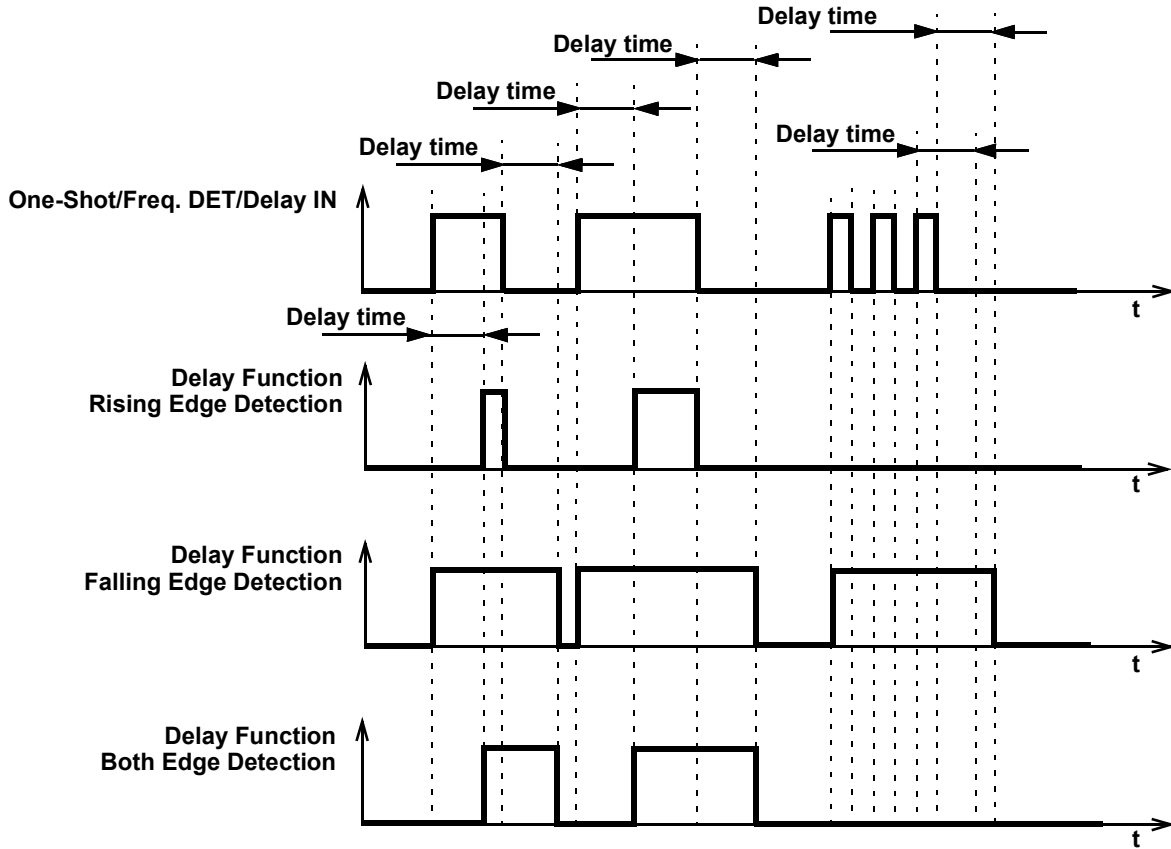 Delay time
Delay time
Delay time
Delay time
Delay time
One-Shot/Freq. DET/Delay IN
t
Delay time
Delay Function
Rising Edge Detection
t
Delay Function
Falling Edge Detection
t
Delay Function
Both Edge Detection
t